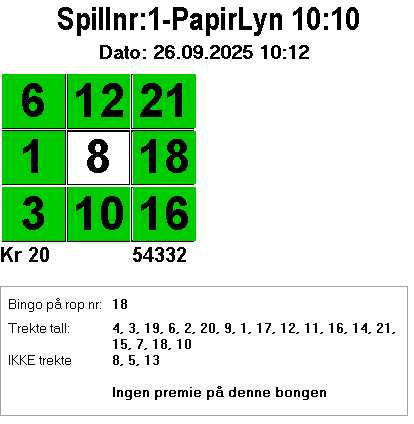 Spillnr:1-PapirLyn 10:10
Dato: 26.09.2025 10:12
6 12 21
1 8 18
3 10 16
Kr 20 54332
Bingo på rop nr: 18
Trekte tall: 4, 3, 19, 6, 2, 20, 9, 1, 17, 12, 11, 16, 14, 21,
15, 7, 18, 10
IKKE trekte 8, 5, 13
Ingen premie på denne bongen